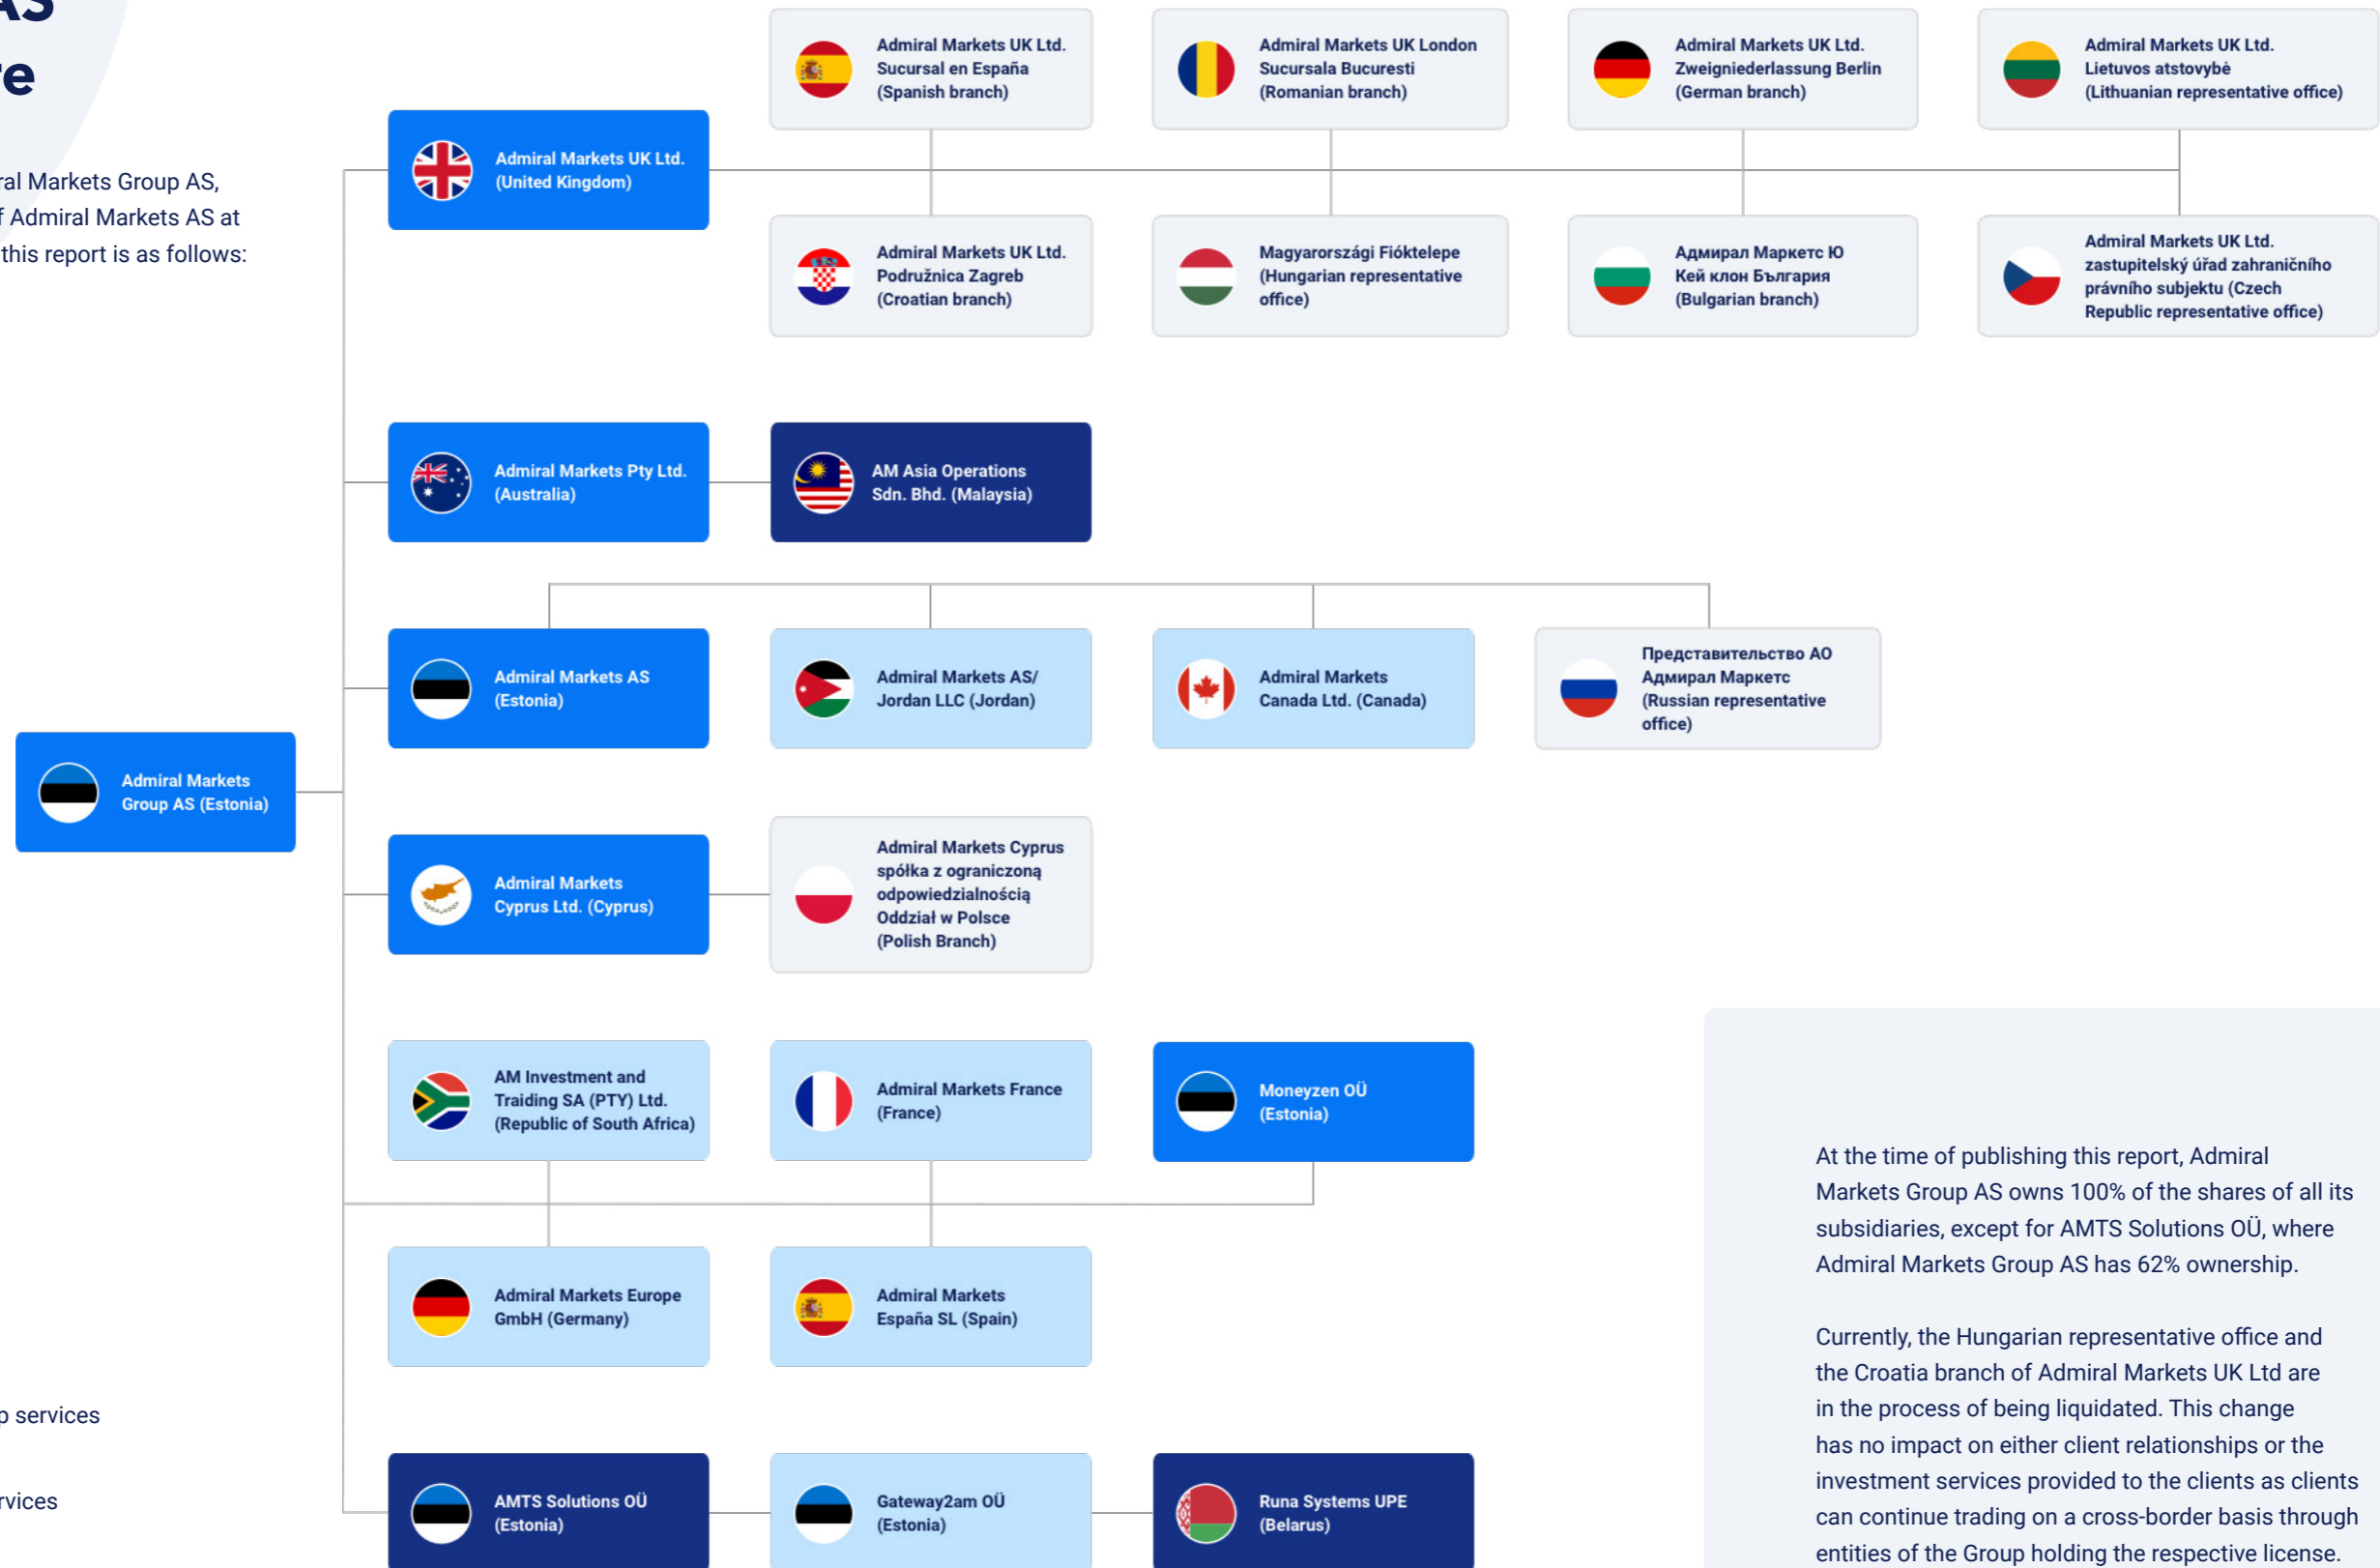 AS
ral Markets Group AS,
f Admiral Markets AS at
this report is as follows:
Admiral Markets UK Ltd.
Sucursal en España
(Spanish branch)
Admiral Markets UK London
Sucursala Bucuresti
(Romanian branch)
Admiral Markets UK Ltd.
Zweigniederlassung Berlin
(German branch)
Admiral Markets UK Ltd.
Lietuvos atstovybė
(Lithuanian representative office)
Admiral Markets UK Ltd.
(United Kingdom)
Admiral Markets UK Ltd.
Podružnica Zagreb
(Croatian branch)
Magyarországi Fióktelepe
(Hungarian representative
office)
Адмирал Маркетс Ю
Кей клон България
(Bulgarian branch)
Admiral Markets UK Ltd.
zastupitelský úřad zahraničního
právního subjektu (Czech
Republic representative office)
Admiral Markets Pty Ltd.
(Australia)
AM Asia Operations
Sdn. Bhd. (Malaysia)
Admiral Markets AS
(Estonia)
Admiral Markets AS/
Jordan LLC (Jordan)
Admiral Markets
Canada Ltd. (Canada)
Представительство АО
Адмирал Маркетс
(Russian representative
office)
Admiral Markets
Group AS (Estonia)
Admiral Markets
Cyprus Ltd. (Cyprus)
Admiral Markets Cyprus
spółka z ograniczoną
odpowiedzialnością
Oddział w Polsce
(Polish Branch)
AM Investment and
Traiding SA (PTY) Ltd.
(Republic of South Africa)
Admiral Markets France
(France)
Moneyzen OÜ
(Estonia)
Admiral Markets Europe
GmbH (Germany)
Admiral Markets
España SL (Spain)
p services
rvices
AMTS Solutions OÜ
(Estonia)
Gateway2am OÜ
(Estonia)
Runa Systems UPE
(Belarus)
At the time of publishing this report, Admiral
Markets Group AS owns 100% of the shares of all its
subsidiaries, except for AMTS Solutions OÜ, where
Admiral Markets Group AS has 62% ownership.
Currently, the Hungarian representative office and
the Croatia branch of Admiral Markets UK Ltd are
in the process of being liquidated. This change
has no impact on either client relationships or the
investment services provided to the clients as clients
can continue trading on a cross-border basis through
entities of the Group holding the respective license.